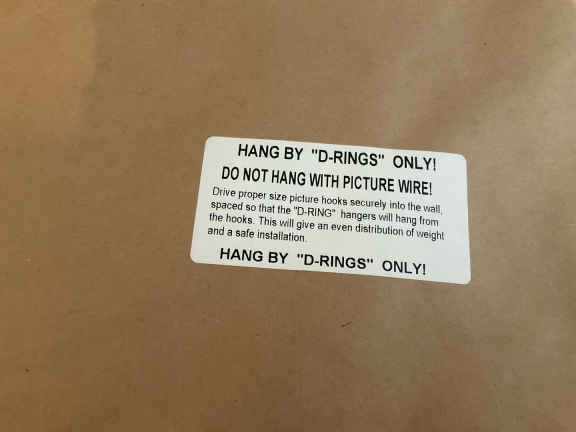 HANG BY "D-RINGS" ONLY!
DO NOT HANG WITH PICTURE WIRE!
Drive proper size picture hooks securely into the wall,
spaced so that the "D-RING" hangers will hang from
the hooks. This will give an even distribution of weight
and a safe installation.
HANG BY "D-RINGS" ONLY!